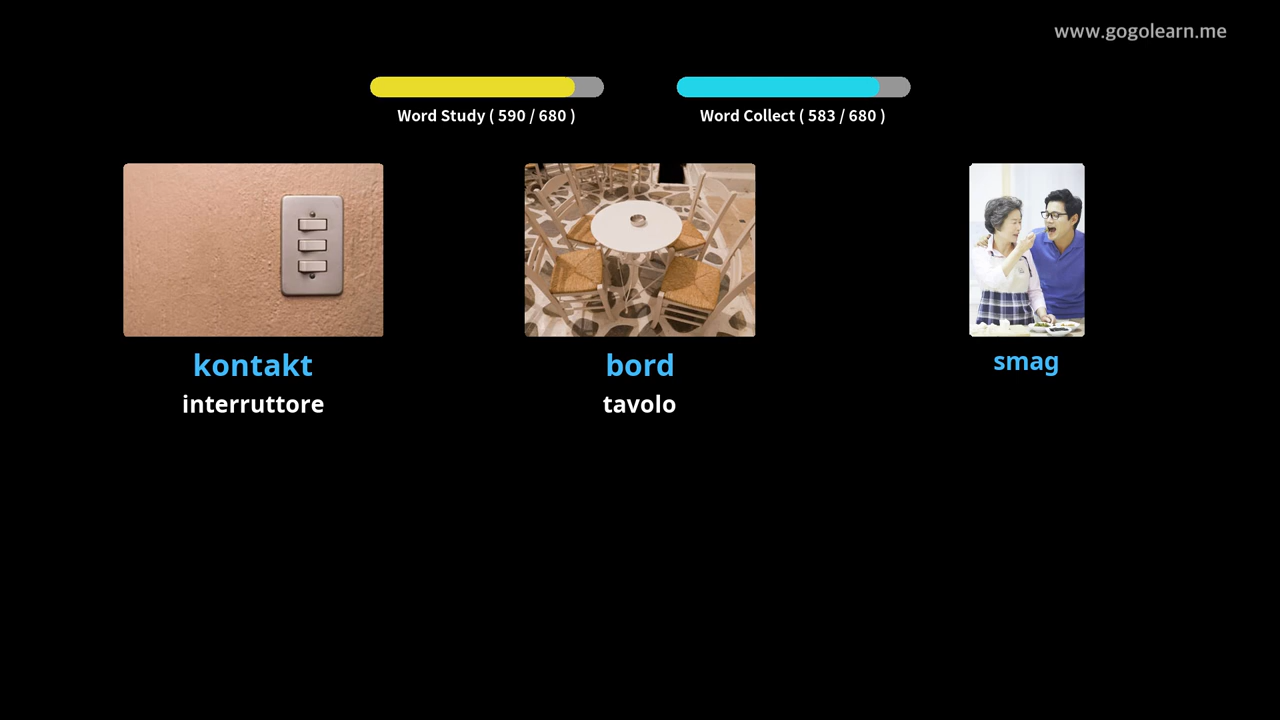 www.gogolearn.me
Word Study ( 590 / 680 )
Word Collect ( 583 / 680 )
kontakt
interruttore
bord
tavolo
smag